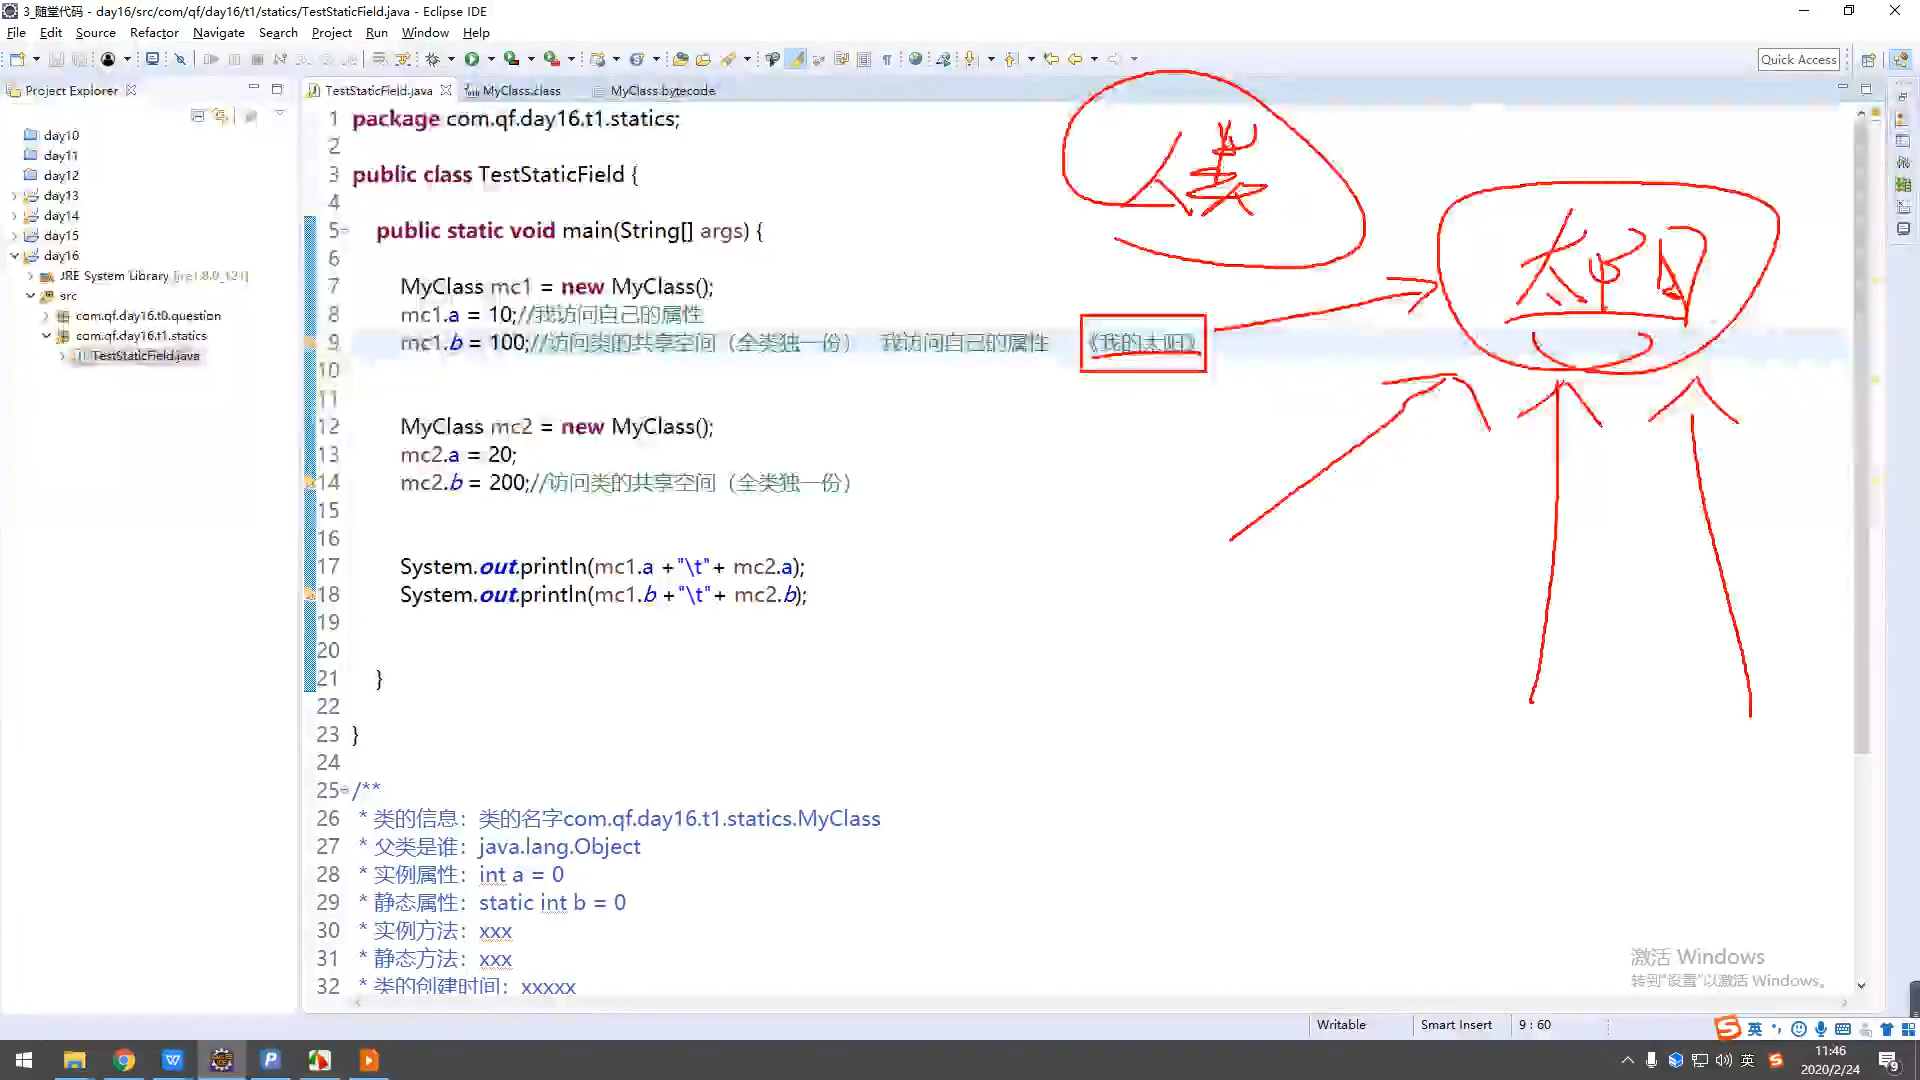 3_随堂代码 - day16/src/com/qf/day16/t1/statics/TestStaticField.java - Eclipse IDE
File Edit Source Refactor Navigate Search Project Run Window Help
Quick Access
Project Explorer
TestStaticField.java MyClass.class MyClass.bytecode
day10
day11
day12
day13
day14
day15
day16
JRE System Library
src
com.qf.day16.t0.question
com.qf.day16.t1.statics
TestStaticField.java
1 package com.qf.day16.t1.statics;
2
3 public class TestStaticField {
4
5 public static void main(String[] args) {
6
7 MyClass mc1 = new MyClass();
8 mc1.a = 10;//我访问自己的属性
9 mc1.b = 100;//访问类的共享空间（全类独一份） 我访问自己的属性 《我的太阳》
10
11
12 MyClass mc2 = new MyClass();
13 mc2.a = 20;
14 mc2.b = 200;//访问类的共享空间（全类独一份）
15
16
17 System.out.println(mc1.a +"\t"+ mc2.a);
18 System.out.println(mc1.b +"\t"+ mc2.b);
19
20
21 }
22
23 }
24
25 /**
26 * 类的信息：类的名字com.qf.day16.t1.statics.MyClass
27 * 父类是谁：java.lang.Object
28 * 实例属性：int a = 0
29 * 静态属性：static int b = 0
30 * 实例方法：xxx
31 * 静态方法：xxx
32 * 类的创建时间：xxxxx
人类
太阳
激活 Windows
转到“设置”以激活 Windows。
Writable Smart Insert 9 : 60
英
英
11:46
2020/2/24
9